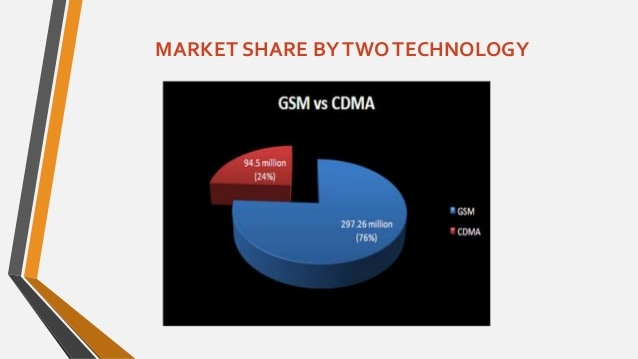 MARKET SHARE BY TWO TECHNOLOGY
GSM vs CDMA
94.5 million
(24%)
297.26 million
(76%)
GSM
CDMA